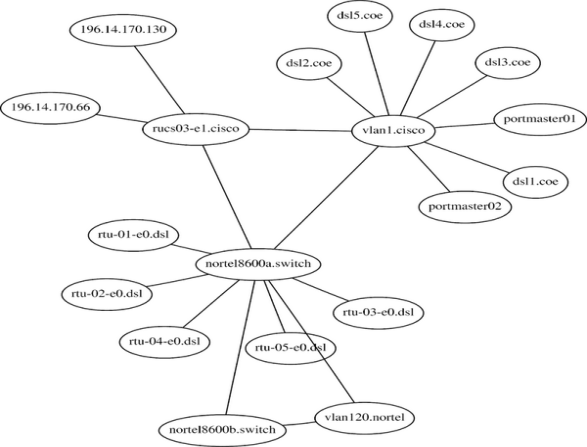 dsl5.coe
dsl4.coe
196.14.170.130
dsl2.coe
dsl3.coe
196.14.170.66
portmaster01
rucs03-e1.cisco
vlan1.cisco
dsl1.coe
portmaster02
rtu-01-e0.dsl
nortel8600a.switch
rtu-02-e0.dsl
rtu-03-e0.dsl
rtu-04-e0.dsl
rtu-05-e0.dsl
vlan120.nortel
nortel8600b.switch